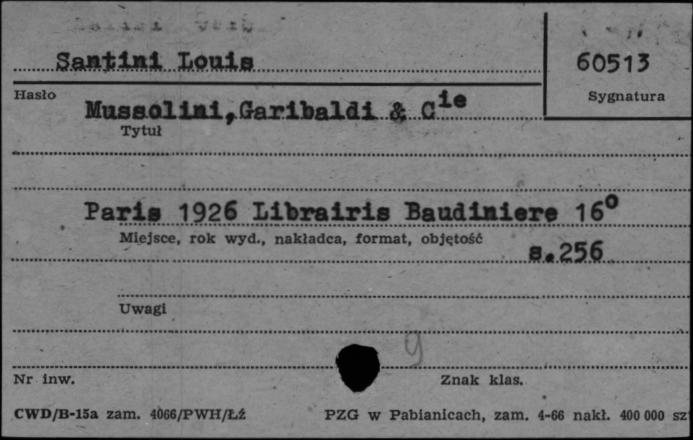 Santini Louis
60513
Hasło
Sygnatura
Mussolini, Garibaldi & Cie
Tytuł
Paris 1926 Librairis Baudiniere 16º
Miejsce, rok wyd., nakładca, format, objętość
s.256
Uwagi
9
Nr inw.
Znak klas.
CWD/B-15a zam. 4066/PWH/Łź
PZG w Pabianicach, zam. 4-66 nakł. 400 000 sz